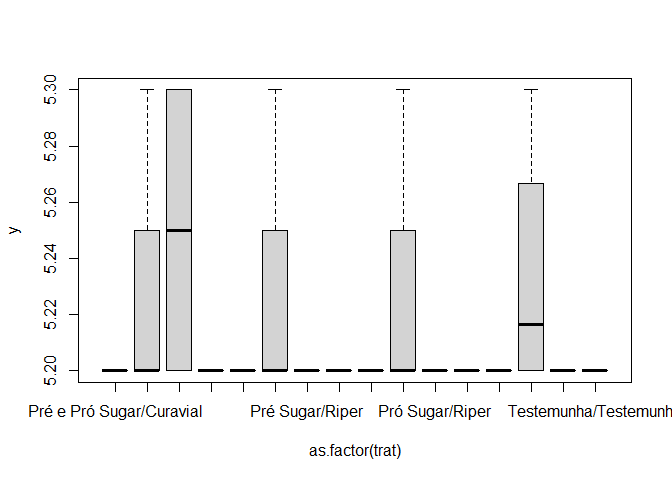 5.30
5.28
5.26
5.24
5.22
5.20
y
Pré e Pró Sugar/Curavial Pré Sugar/Riper Pró Sugar/Riper Testemunha/Testemunh
as.factor(trat)